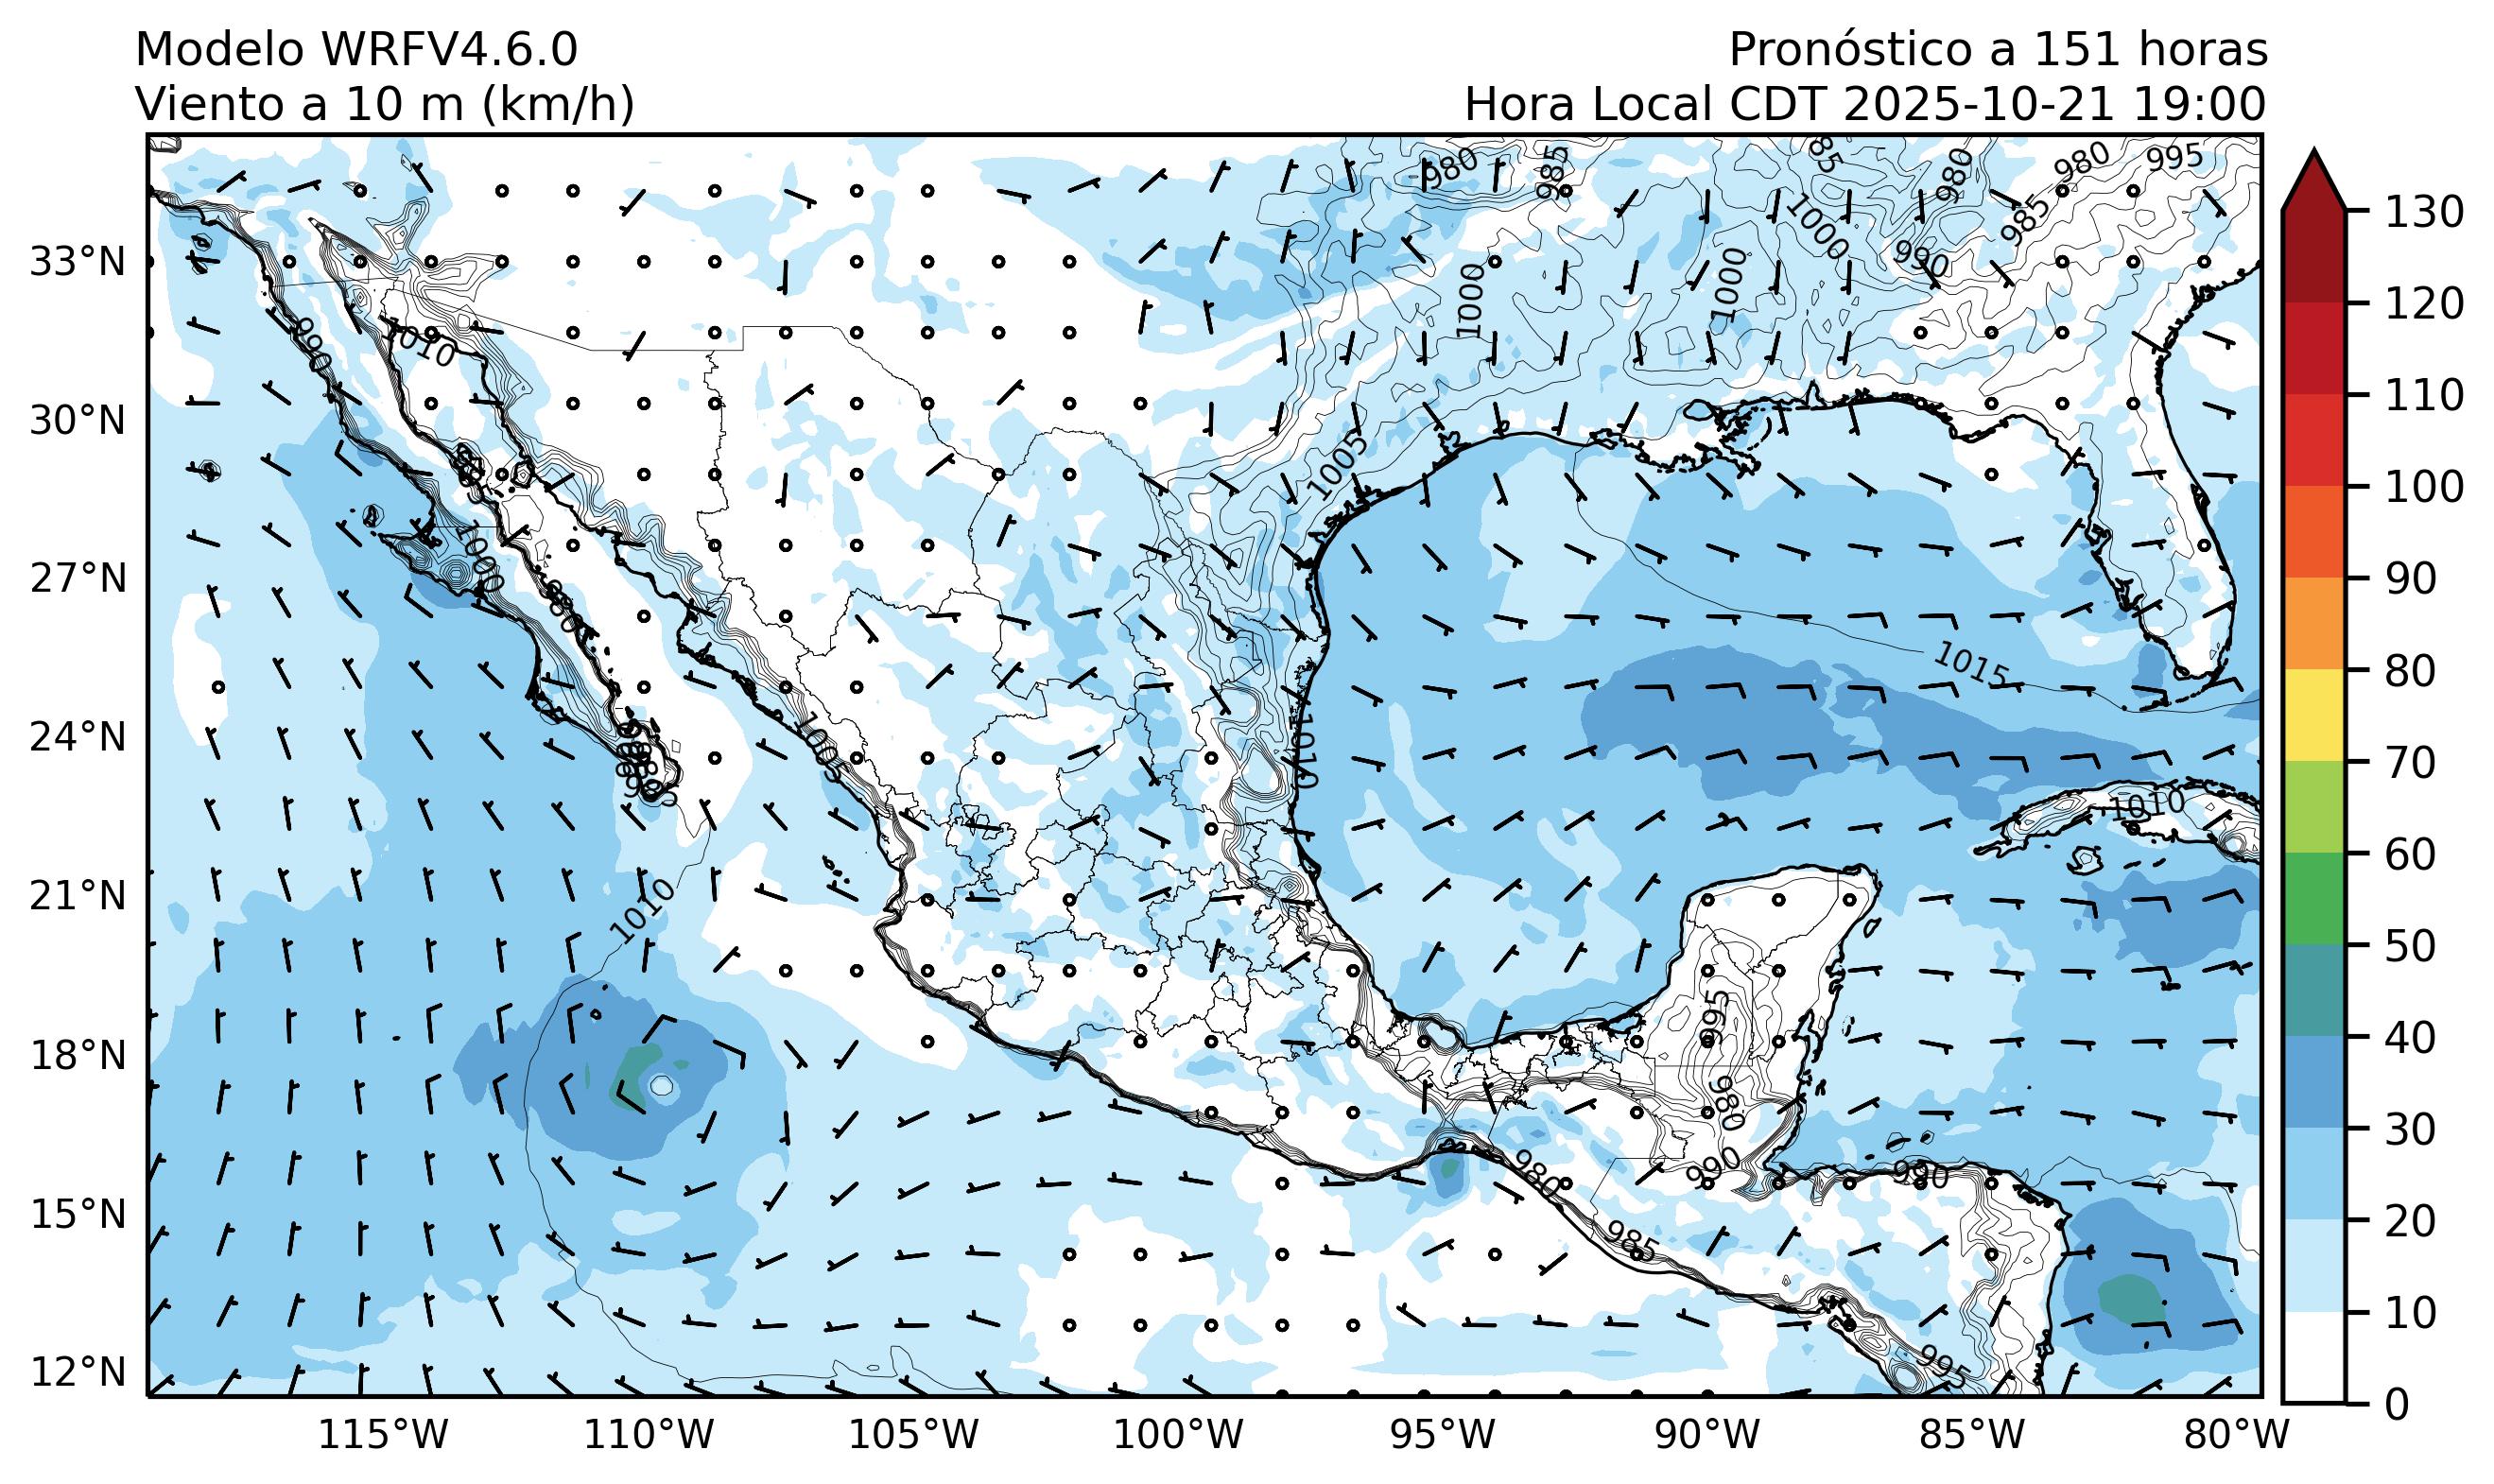 Modelo WRFV4.6.0
Viento a 10 m (km/h)
Pronóstico a 151 horas
Hora Local CDT 2025-10-21 19:00
33°N
30°N
27°N
24°N
21°N
18°N
15°N
12°N
115°W
110°W
105°W
100°W
95°W
90°W
85°W
80°W
130
120
110
100
90
80
70
60
50
40
30
20
10
0
980
985
980
980
995
985
1000
990
1000
1000
990
1010
1005
1000
1015
1005
1010
1010
1010
995
980
990
990
980
985
995